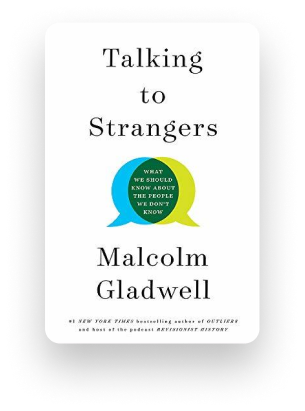 Talking
to
Strangers
WHAT
WE SHOULD
KNOW ABOUT
THE PEOPLE
WE DON'T
KNOW
Malcolm
Gladwell
#1 NEW YORK TIMES bestselling author of OUTLIERS
and host of the podcast REVISIONIST HISTORY